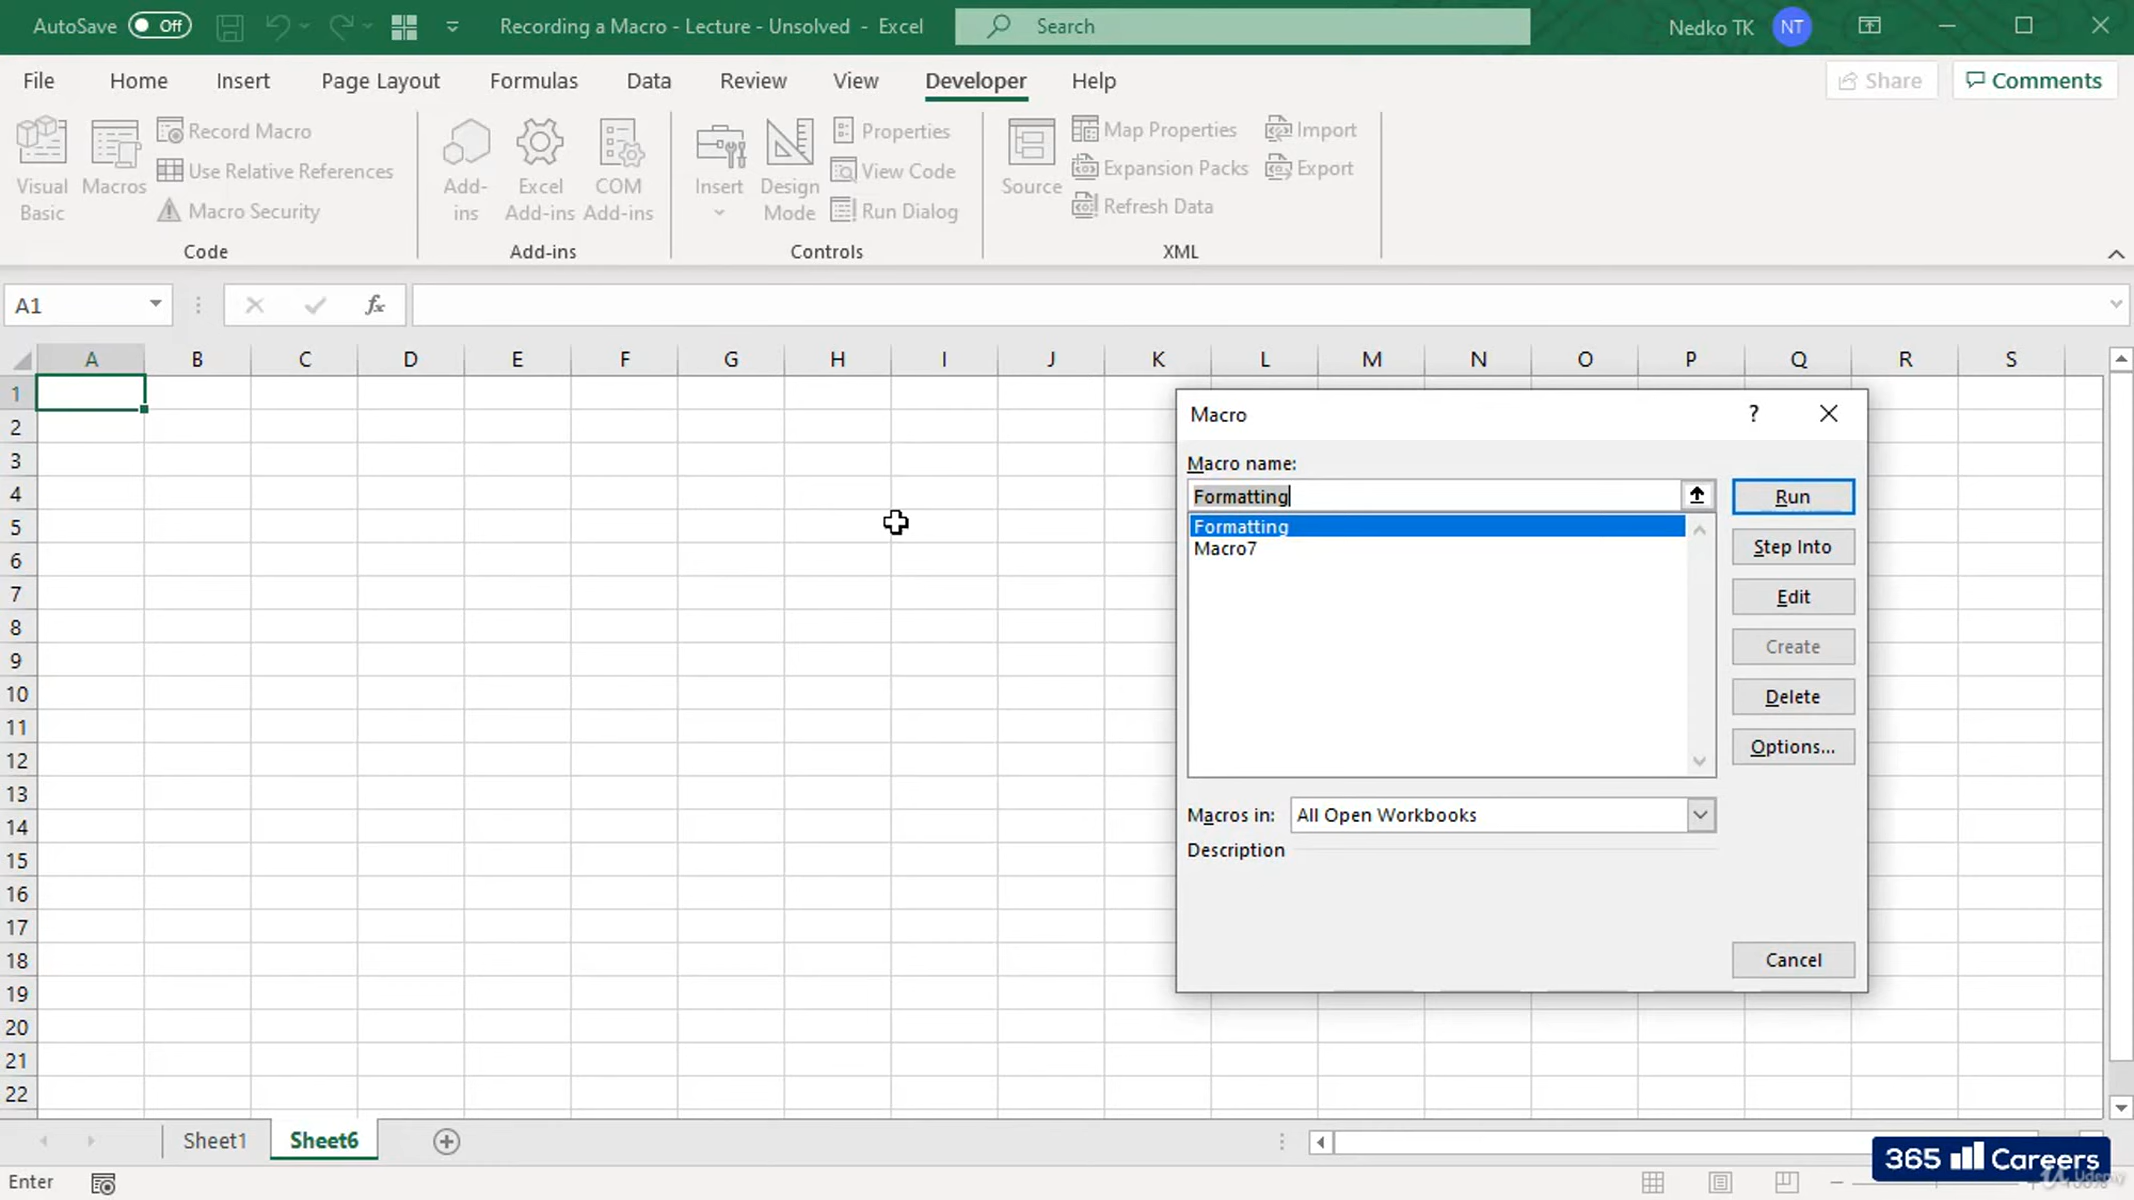 AutoSave Off Recording a Macro - Lecture - Unsolved - Excel Search Nedko TK NT
File Home Insert Page Layout Formulas Data Review View Developer Help Share Comments
Visual Basic
Macros
Record Macro
Use Relative References
Macro Security
Code
Add-ins
Excel Add-ins
COM Add-ins
Add-ins
Insert
Design Mode
Properties
View Code
Run Dialog
Controls
Source
Map Properties
Expansion Packs
Refresh Data
Import
Export
XML
A1 fx
A B C D E F G H I J K L M N O P Q R S
1
2
3
4
5
6
7
8
9
10
11
12
13
14
15
16
17
18
19
20
21
22
Macro ?
Macro name:
Formatting
Formatting
Macro7
Run
Step Into
Edit
Create
Delete
Options...
Macros in: All Open Workbooks
Description
Cancel
Sheet1 Sheet6
Enter
365 Careers
Udemy